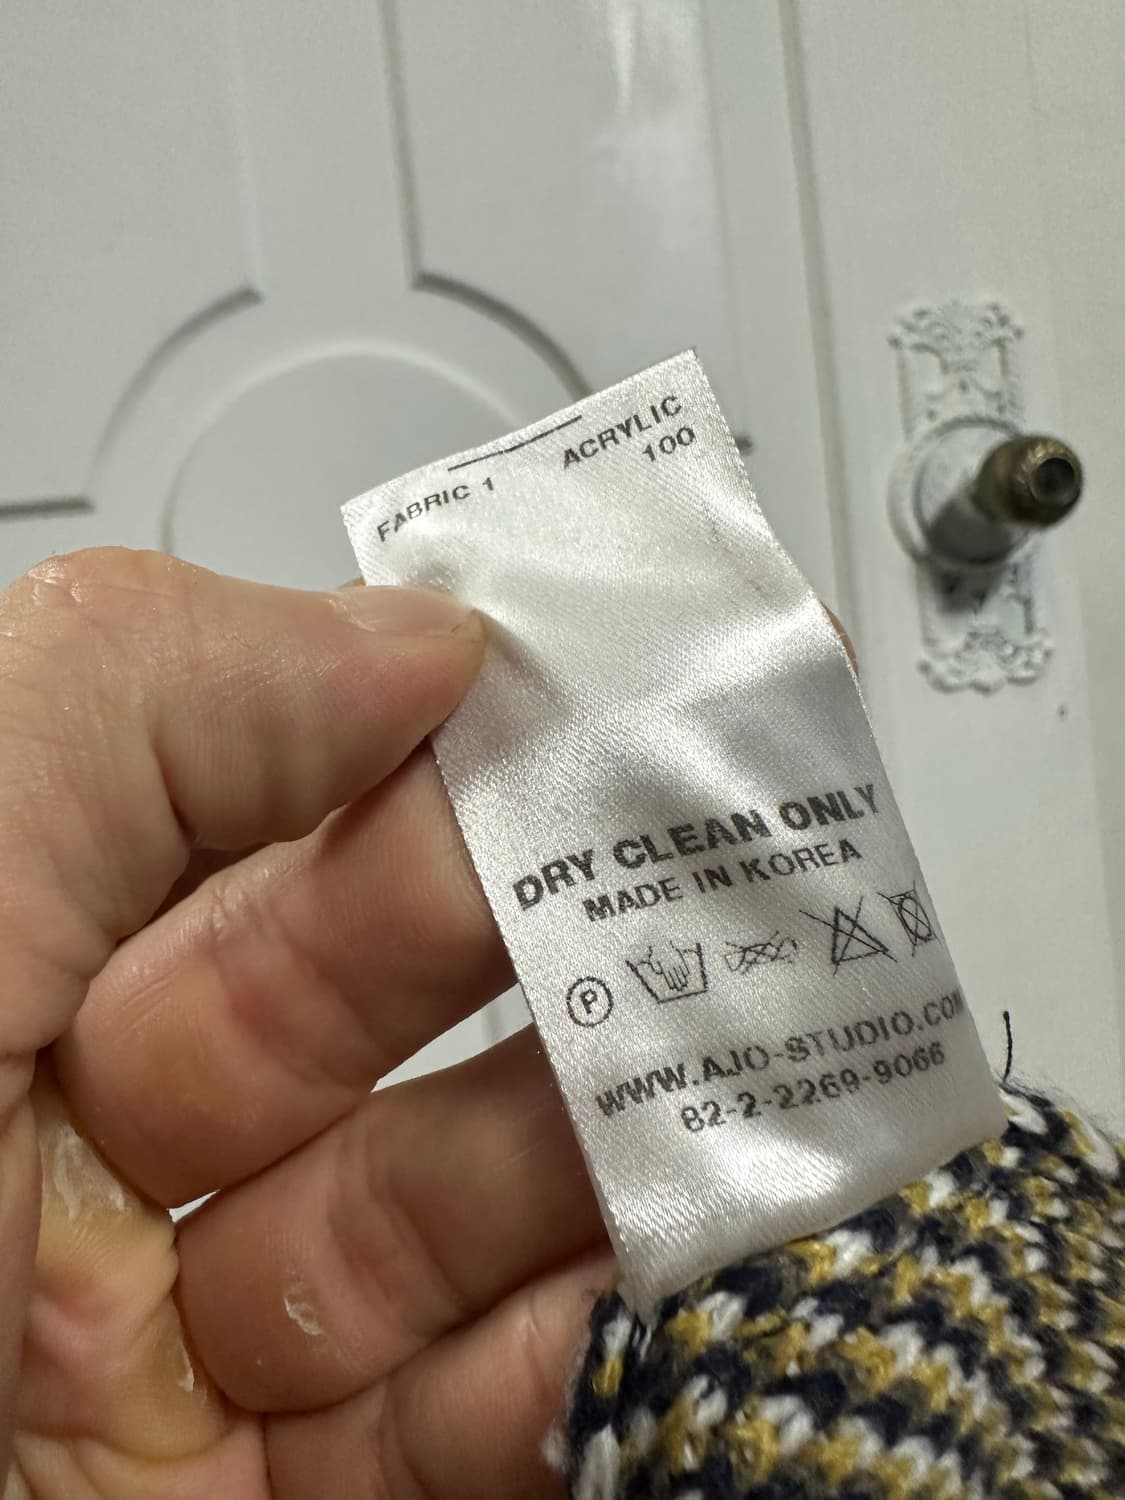 FABRIC 1 ACRYLIC
100
DRY CLEAN ONLY
MADE IN KOREA
P
WWW.AJO-STUDIO.COM
82-2-2269-9066